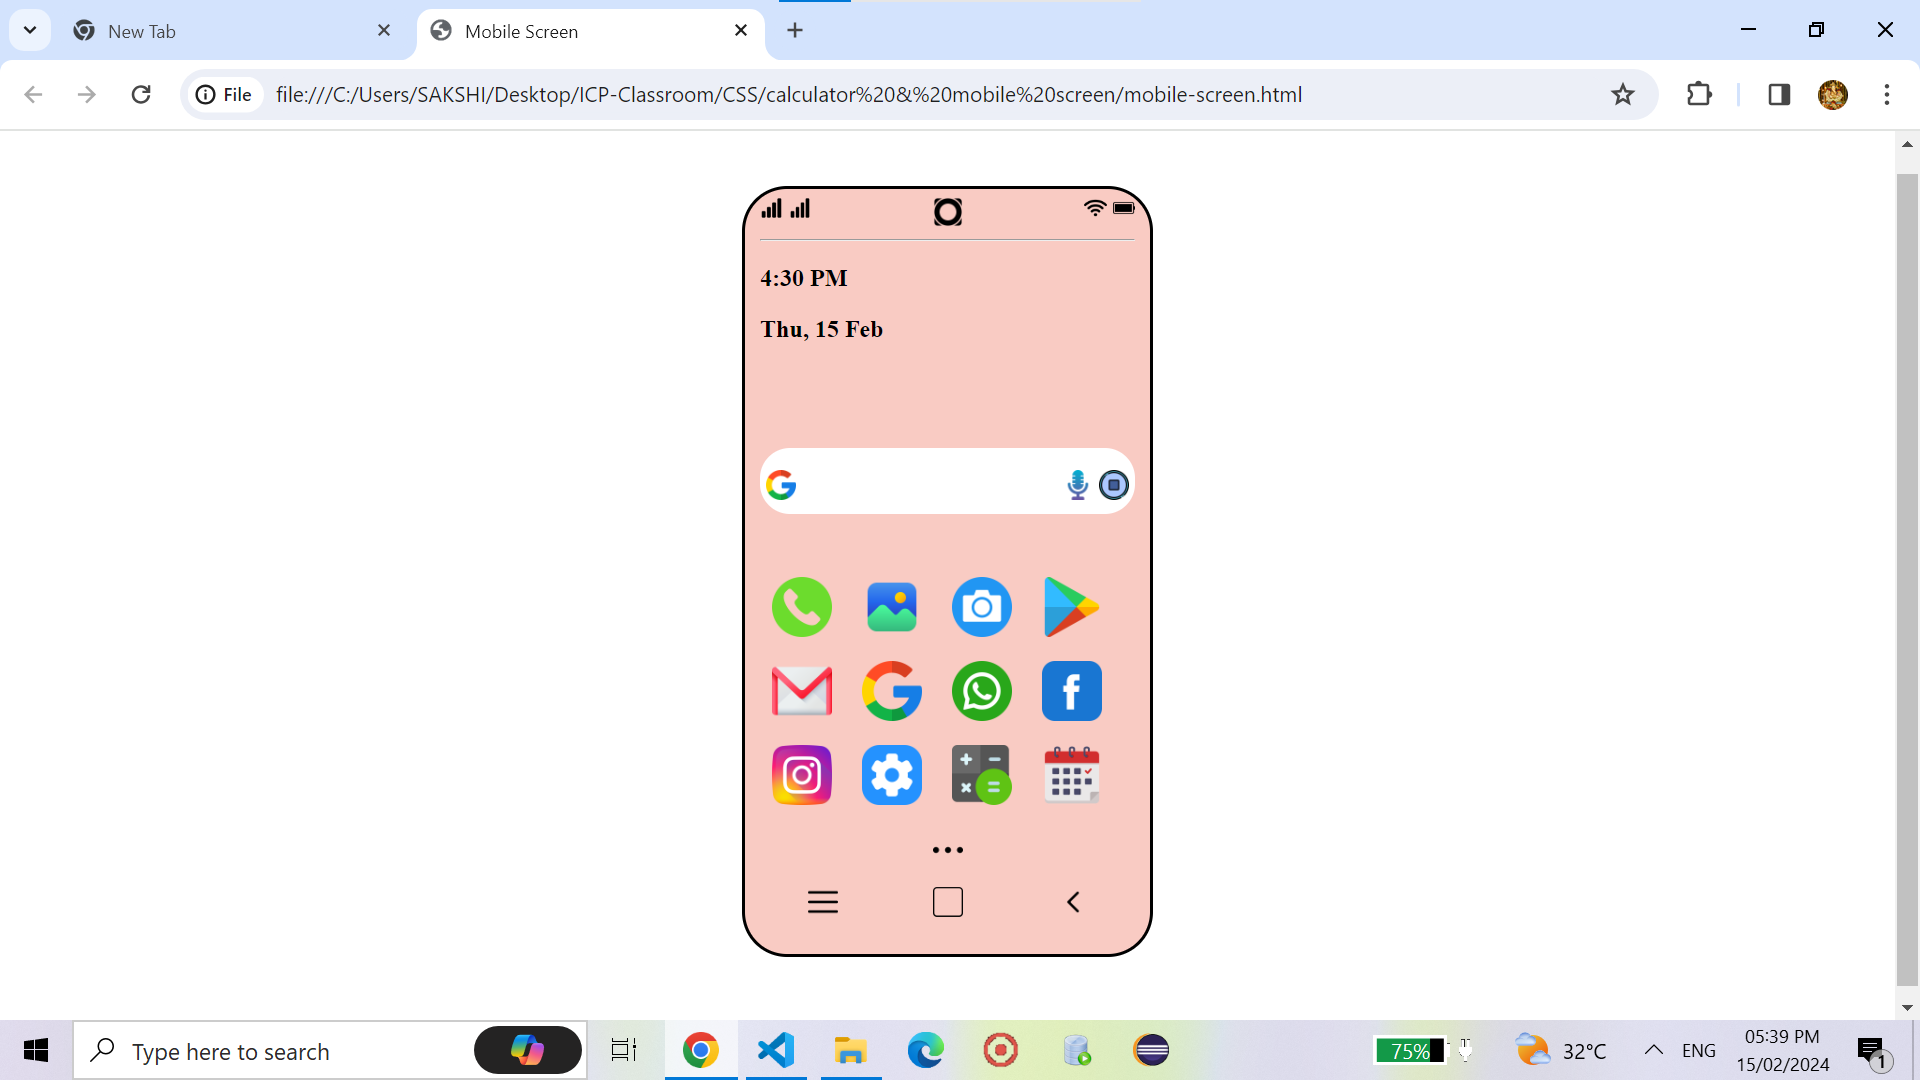 New Tab
Mobile Screen
File
file:///C:/Users/SAKSHI/Desktop/ICP-Classroom/CSS/calculator%20&%20mobile%20screen/mobile-screen.html
4:30 PM
Thu, 15 Feb
Type here to search
75%
32°C
ENG
05:39 PM
15/02/2024
1